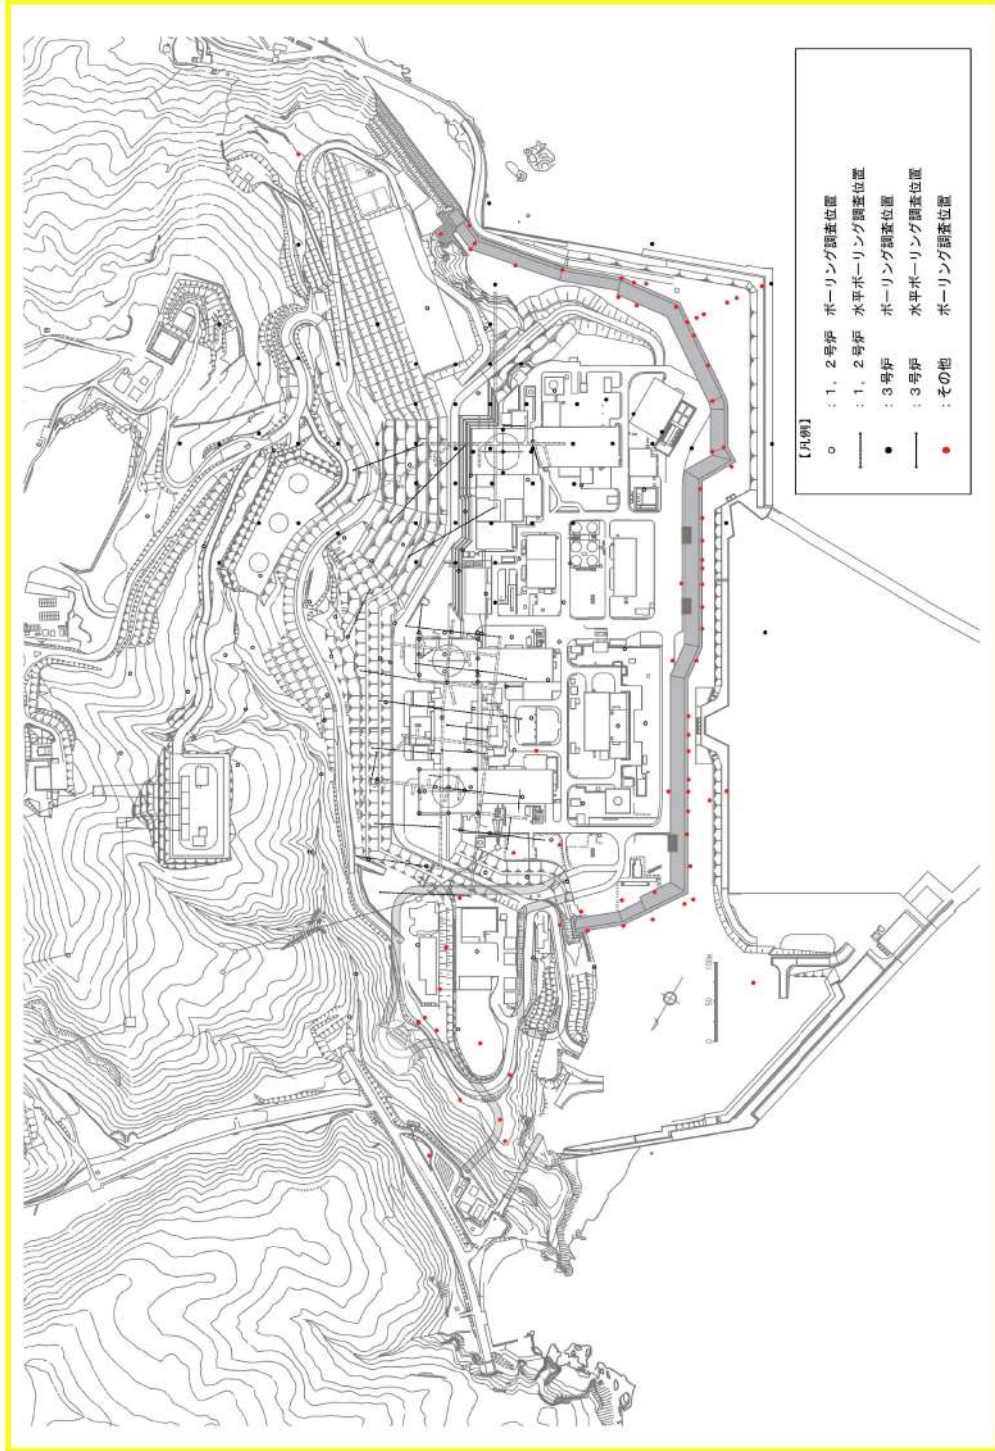 【凡例】
○ : 1，2号炉 ボーリング調査位置
: 1，2号炉 水平ボーリング調査位置
● : 3号炉 ボーリング調査位置
: 3号炉 水平ボーリング調査位置
● : その他 ボーリング調査位置
0 50 100m